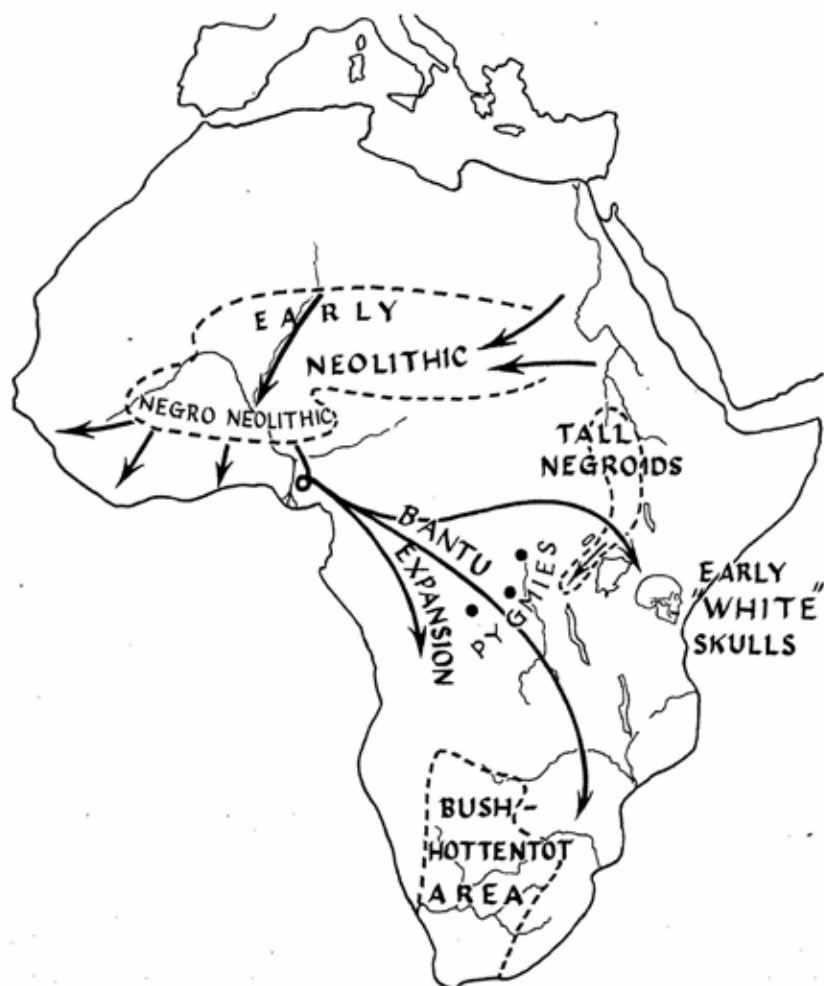 EARLY
NEOLITHIC
NEGRO NEOLITHIC
TALL
NEGROIDS
BANTU
EXPANSION
PYGMIES
EARLY
"WHITE"
SKULLS
BUSH-
HOTTENTOT
AREA